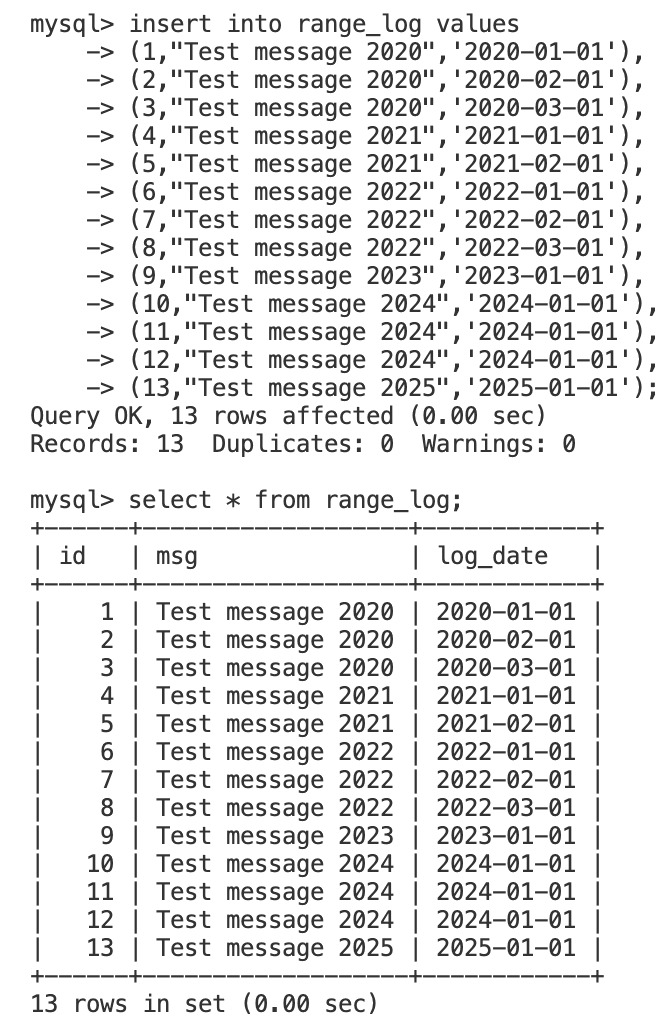 mysql> insert into range_log values
    -> (1,"Test message 2020",'2020-01-01'),
    -> (2,"Test message 2020",'2020-02-01'),
    -> (3,"Test message 2020",'2020-03-01'),
    -> (4,"Test message 2021",'2021-01-01'),
    -> (5,"Test message 2021",'2021-02-01'),
    -> (6,"Test message 2022",'2022-01-01'),
    -> (7,"Test message 2022",'2022-02-01'),
    -> (8,"Test message 2022",'2022-03-01'),
    -> (9,"Test message 2023",'2023-01-01'),
    -> (10,"Test message 2024",'2024-01-01'),
    -> (11,"Test message 2024",'2024-01-01'),
    -> (12,"Test message 2024",'2024-01-01'),
    -> (13,"Test message 2025",'2025-01-01');
Query OK, 13 rows affected (0.00 sec)
Records: 13  Duplicates: 0  Warnings: 0

mysql> select * from range_log;
+------+-------------------+------------+
| id   | msg               | log_date   |
+------+-------------------+------------+
|    1 | Test message 2020 | 2020-01-01 |
|    2 | Test message 2020 | 2020-02-01 |
|    3 | Test message 2020 | 2020-03-01 |
|    4 | Test message 2021 | 2021-01-01 |
|    5 | Test message 2021 | 2021-02-01 |
|    6 | Test message 2022 | 2022-01-01 |
|    7 | Test message 2022 | 2022-02-01 |
|    8 | Test message 2022 | 2022-03-01 |
|    9 | Test message 2023 | 2023-01-01 |
|   10 | Test message 2024 | 2024-01-01 |
|   11 | Test message 2024 | 2024-01-01 |
|   12 | Test message 2024 | 2024-01-01 |
|   13 | Test message 2025 | 2025-01-01 |
+------+-------------------+------------+
13 rows in set (0.00 sec)